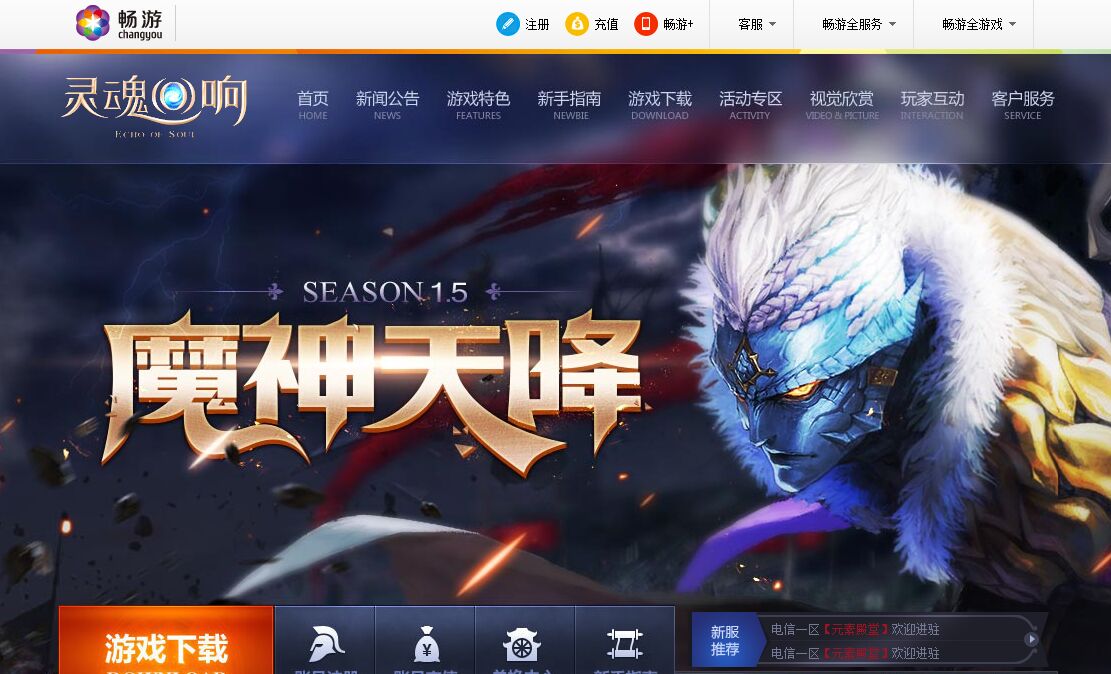 畅游
changyou
注册 充值 畅游+ 客服 畅游全服务 畅游全游戏
灵魂回响
ECHO OF SOUL
首页 新闻公告 游戏特色 新手指南 游戏下载 活动专区 视觉欣赏 玩家互动 客户服务
HOME NEWS FEATURES NEWBIE DOWNLOAD ACTIVITY VIDEO & PICTURE INTERACTION SERVICE
SEASON 1.5
魔神天降
游戏下载
DOWNLOAD
新服
推荐
电信一区【元素殿堂】欢迎进驻
电信一区【元素殿堂】欢迎进驻